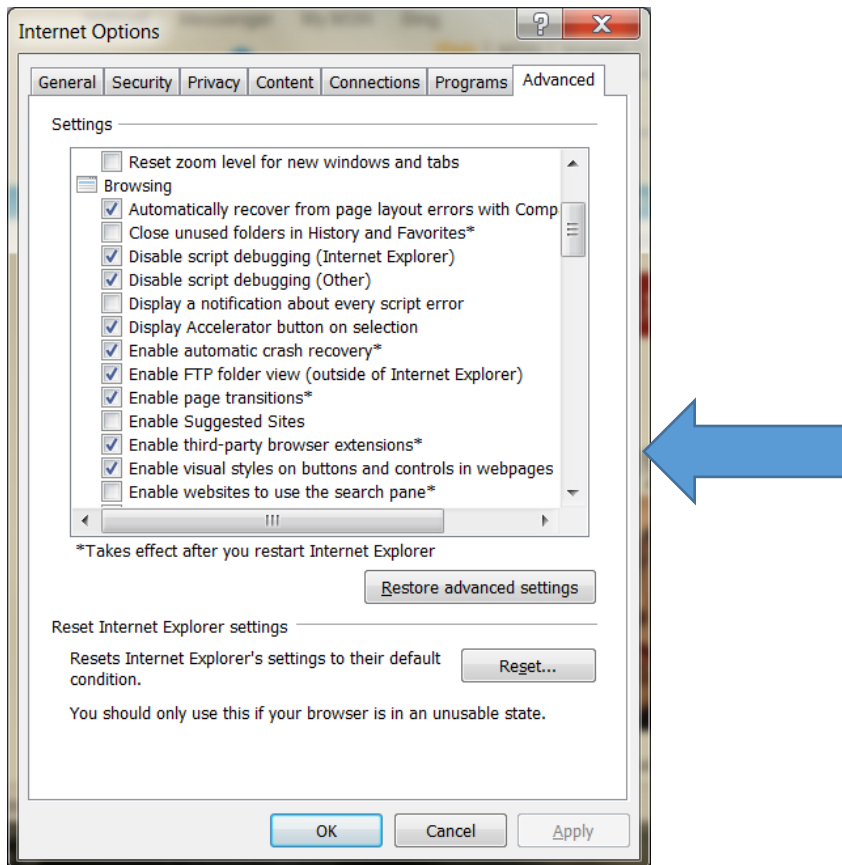 Internet Options
General Security Privacy Content Connections Programs Advanced
Settings
Reset zoom level for new windows and tabs
Browsing
Automatically recover from page layout errors with Comp
Close unused folders in History and Favorites*
Disable script debugging (Internet Explorer)
Disable script debugging (Other)
Display a notification about every script error
Display Accelerator button on selection
Enable automatic crash recovery*
Enable FTP folder view (outside of Internet Explorer)
Enable page transitions*
Enable Suggested Sites
Enable third-party browser extensions*
Enable visual styles on buttons and controls in webpages
Enable websites to use the search pane*
*Takes effect after you restart Internet Explorer
Restore advanced settings
Reset Internet Explorer settings
Resets Internet Explorer's settings to their default
condition.
Reset...
You should only use this if your browser is in an unusable state.
OK Cancel Apply